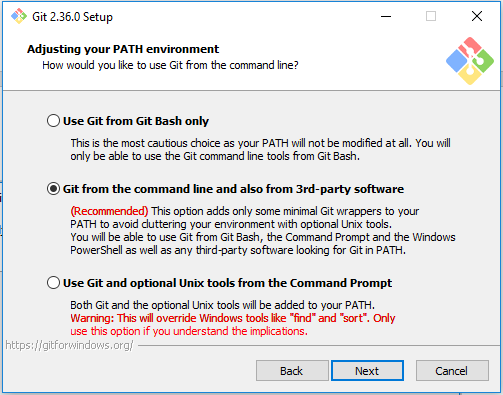 Git 2.36.0 Setup
Adjusting your PATH environment
How would you like to use Git from the command line?
Use Git from Git Bash only
This is the most cautious choice as your PATH will not be modified at all. You will
only be able to use the Git command line tools from Git Bash.
Git from the command line and also from 3rd-party software
(Recommended) This option adds only some minimal Git wrappers to your
PATH to avoid cluttering your environment with optional Unix tools.
You will be able to use Git from Git Bash, the Command Prompt and the Windows
PowerShell as well as any third-party software looking for Git in PATH.
Use Git and optional Unix tools from the Command Prompt
Both Git and the optional Unix tools will be added to your PATH.
Warning: This will override Windows tools like "find" and "sort". Only
use this option if you understand the implications.
https://gitforwindows.org/
Back
Next
Cancel